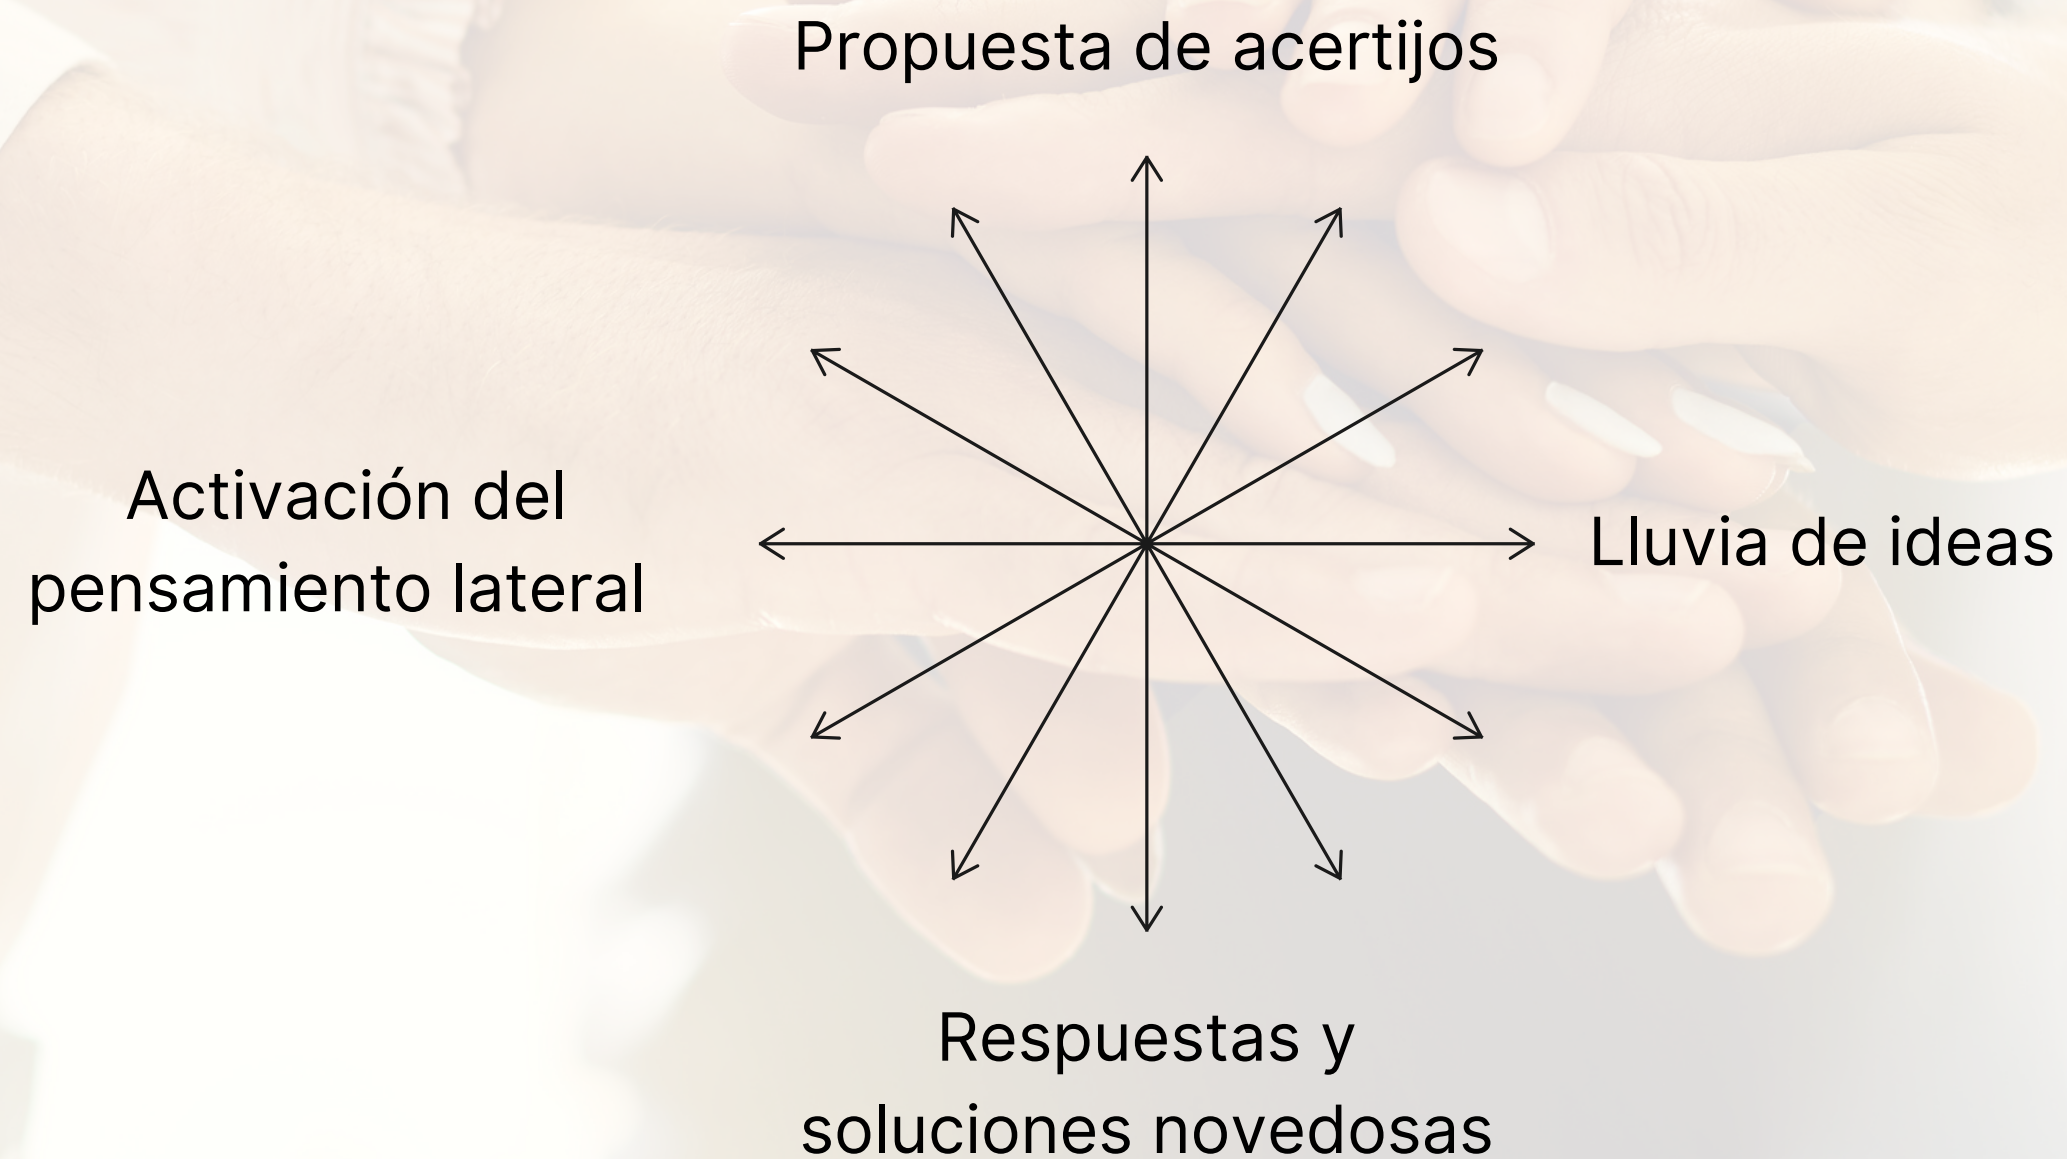 Propuesta de acertijos
Activación del
pensamiento lateral
Lluvia de ideas
Respuestas y
soluciones novedosas